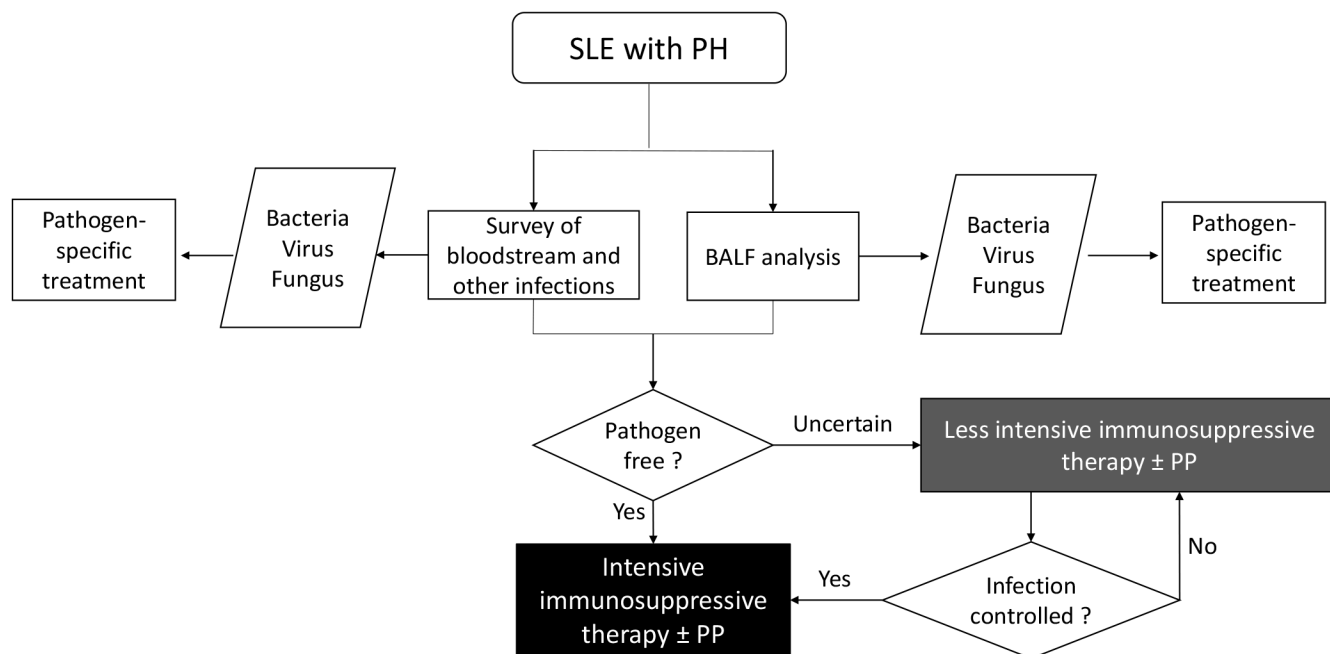 SLE with PH
Pathogen-
specific
treatment
Bacteria
Virus
Fungus
Survey of
bloodstream and
other infections
BALF analysis
Bacteria
Virus
Fungus
Pathogen-
specific
treatment
Pathogen
free ?
Uncertain
Less intensive immunosuppressive
therapy ± PP
Yes
Intensive
immunosuppressive
therapy ± PP
Yes
Infection
controlled ?
No